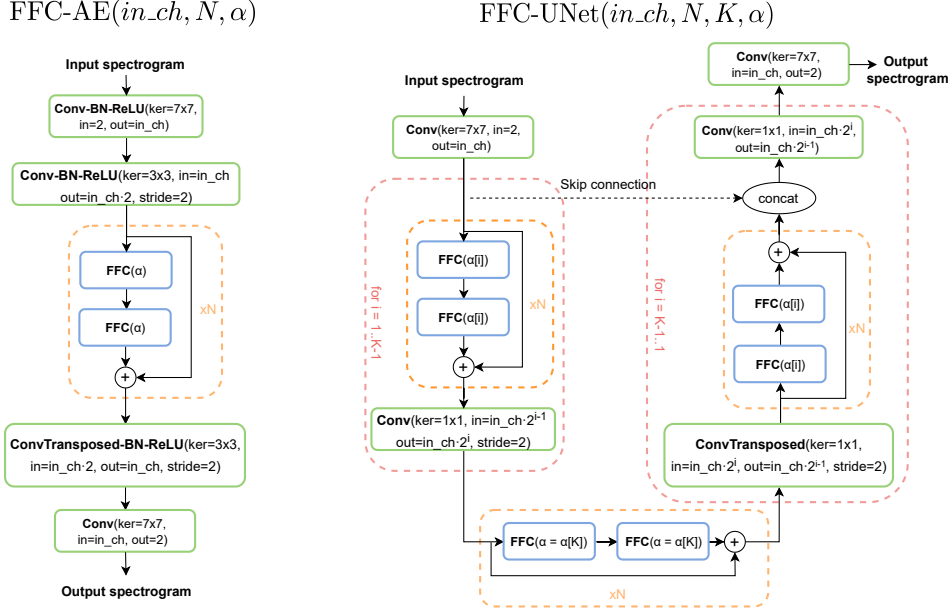 FFC-AE(in_ch, N, α)
Input spectrogram
Conv-BN-ReLU(ker=7x7,
in=2, out=in_ch)
Conv-BN-ReLU(ker=3x3, in=in_ch
out=in_ch·2, stride=2)
FFC(α)
FFC(α)
xN
+
ConvTransposed-BN-ReLU(ker=3x3,
in=in_ch·2, out=in_ch, stride=2)
Conv(ker=7x7,
in=in_ch, out=2)
Output spectrogram
FFC-UNet(in_ch, N, K, α)
Input spectrogram
Conv(ker=7x7, in=2,
out=in_ch)
Skip connection
FFC(α[i])
FFC(α[i])
xN
+
for i = 1..K-1
Conv(ker=1x1, in=in_ch·2^{i-1}
out=in_ch·2^i, stride=2)
FFC(α = α[K])
FFC(α = α[K])
+
xN
Conv(ker=7x7,
in=in_ch, out=2)
Output
spectrogram
Conv(ker=1x1, in=in_ch·2^i,
out=in_ch·2^{i-1})
concat
+
FFC(α[i])
xN
FFC(α[i])
for i = K-1..1
ConvTransposed(ker=1x1,
in=in_ch·2^i, out=in_ch·2^{i-1}, stride=2)